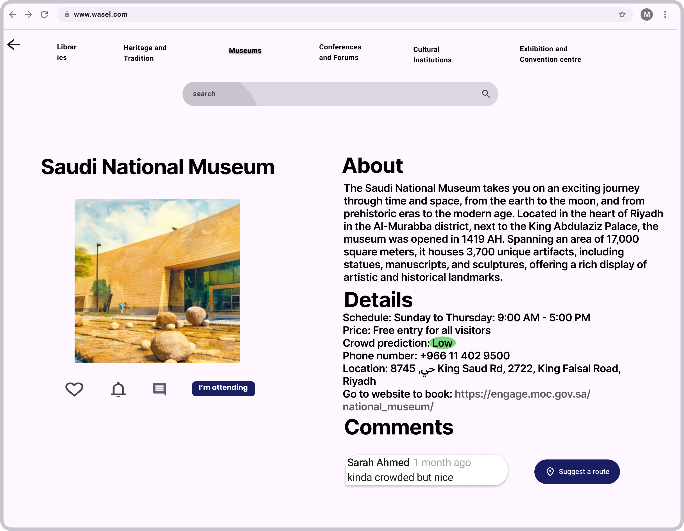 www.wasel.com
M
Librar
ies
Heritage and
Tradition
Museums
Conferences
and Forums
Cultural
Institutions
Exhibition and
Convention centre
search
Saudi National Museum
I'm attending
About
The Saudi National Museum takes you on an exciting journey
through time and space, from the earth to the moon, and from
prehistoric eras to the modern age. Located in the heart of Riyadh
in the Al-Murabba district, next to the King Abdulaziz Palace, the
museum was opened in 1419 AH. Spanning an area of 17,000
square meters, it houses 3,700 unique artifacts, including
statues, manuscripts, and sculptures, offering a rich display of
artistic and historical landmarks.
Details
Schedule: Sunday to Thursday: 9:00 AM - 5:00 PM
Price: Free entry for all visitors
Crowd prediction: Low
Phone number: +966 11 402 9500
Location: 8745 ,حي King Saud Rd, 2722, King Faisal Road,
Riyadh
Go to website to book: https://engage.moc.gov.sa/
national_museum/
Comments
Sarah Ahmed 1 month ago
kinda crowded but nice
Suggest a route